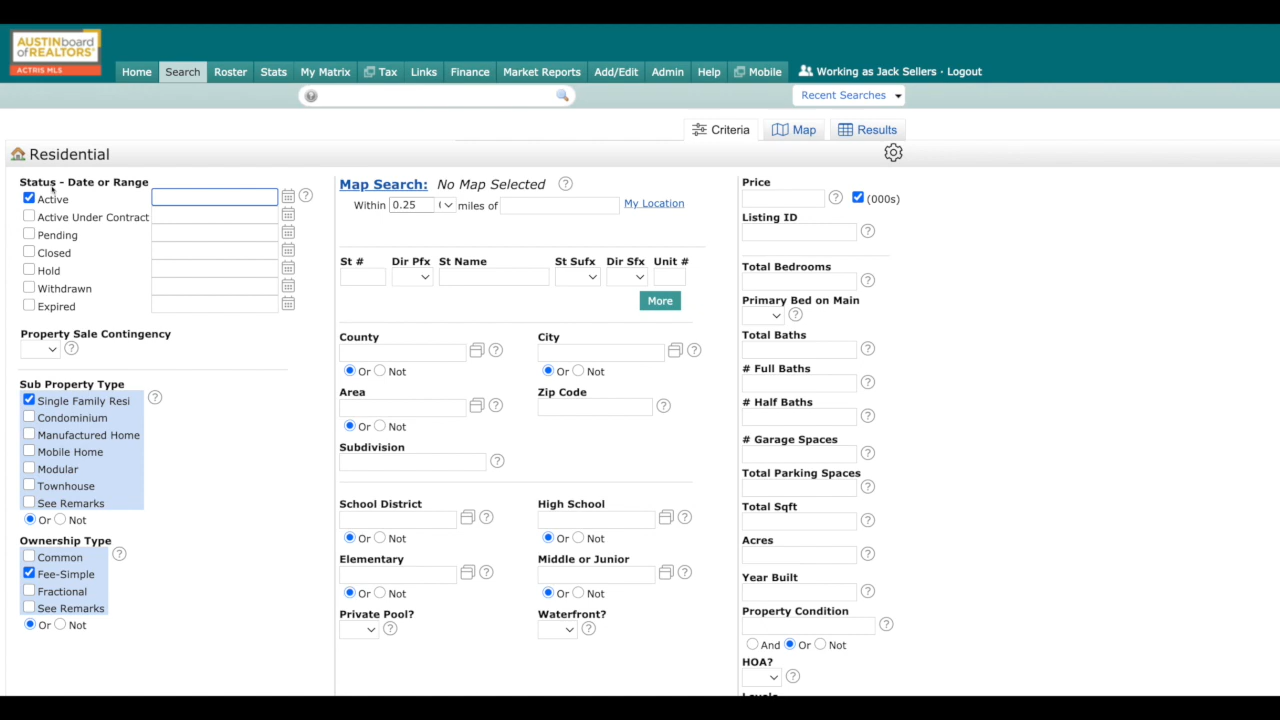 AUSTINboard
ofREALTORS®
ACTRIS MLS
Home Search Roster Stats My Matrix Tax Links Finance Market Reports Add/Edit Admin Help Mobile Working as Jack Sellers · Logout
Recent Searches
Criteria Map Results
Residential
Status - Date or Range
Active
Active Under Contract
Pending
Closed
Hold
Withdrawn
Expired
Property Sale Contingency
Sub Property Type
Single Family Resi
Condominium
Manufactured Home
Mobile Home
Modular
Townhouse
See Remarks
Or Not
Ownership Type
Common
Fee-Simple
Fractional
See Remarks
Or Not
Map Search: No Map Selected
Within 0.25 miles of My Location
St # Dir Pfx St Name St Sufx Dir Sfx Unit #
More
County City
Or Not Or Not
Area Zip Code
Or Not
Subdivision
School District High School
Or Not Or Not
Elementary Middle or Junior
Or Not Or Not
Private Pool? Waterfront?
Price
(000s)
Listing ID
Total Bedrooms
Primary Bed on Main
Total Baths
# Full Baths
# Half Baths
# Garage Spaces
Total Parking Spaces
Total Sqft
Acres
Year Built
Property Condition
And Or Not
HOA?
Levels